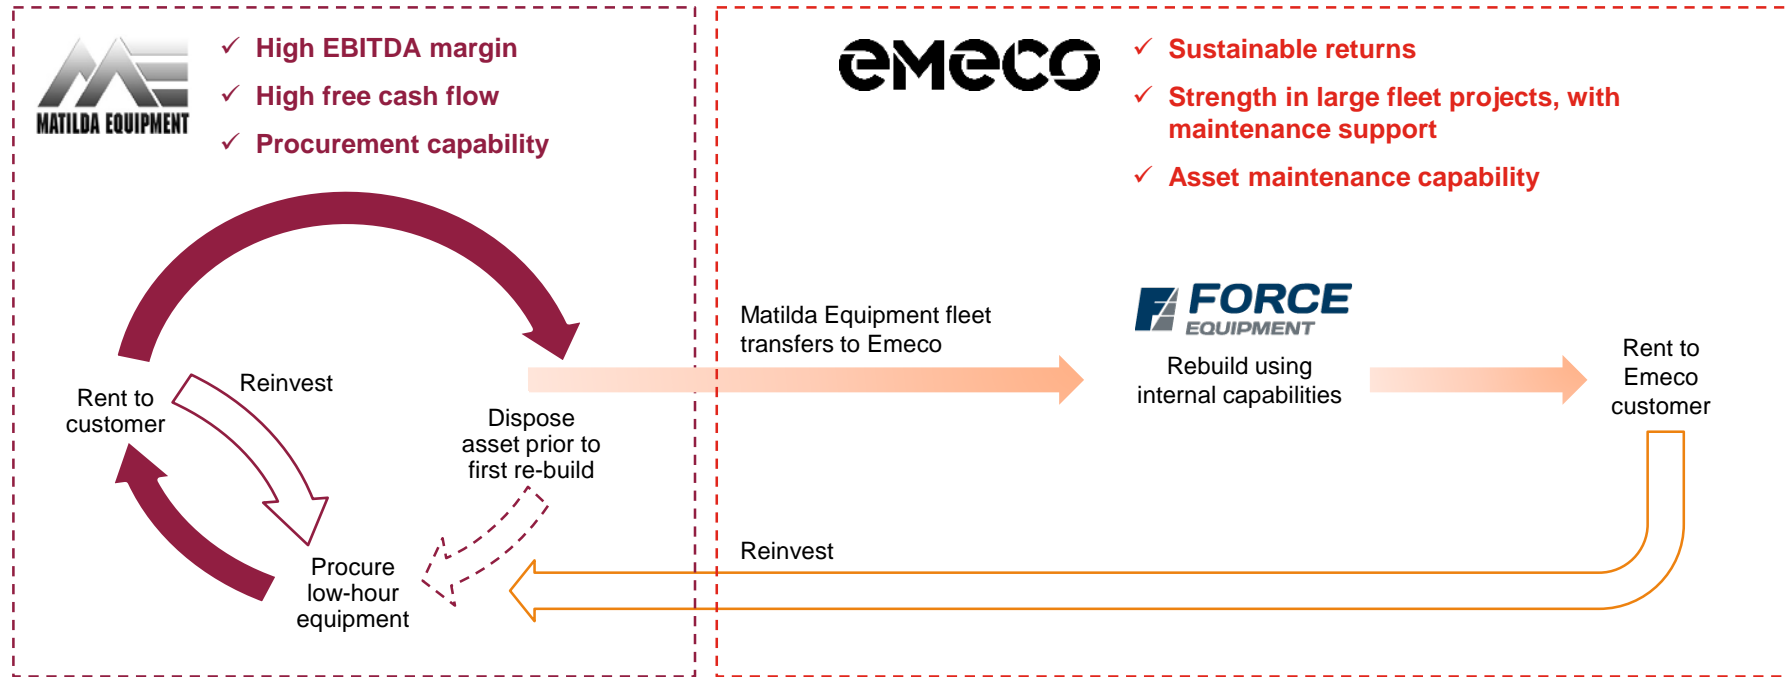 MATILDA EQUIPMENT
✓ High EBITDA margin
✓ High free cash flow
✓ Procurement capability
emeco
✓ Sustainable returns
✓ Strength in large fleet projects, with
maintenance support
✓ Asset maintenance capability
Rent to
customer
Reinvest
Dispose
asset prior to
first re-build
Procure
low-hour
equipment
Matilda Equipment fleet
transfers to Emeco
FORCE
EQUIPMENT
Rebuild using
internal capabilities
Rent to
Emeco
customer
Reinvest